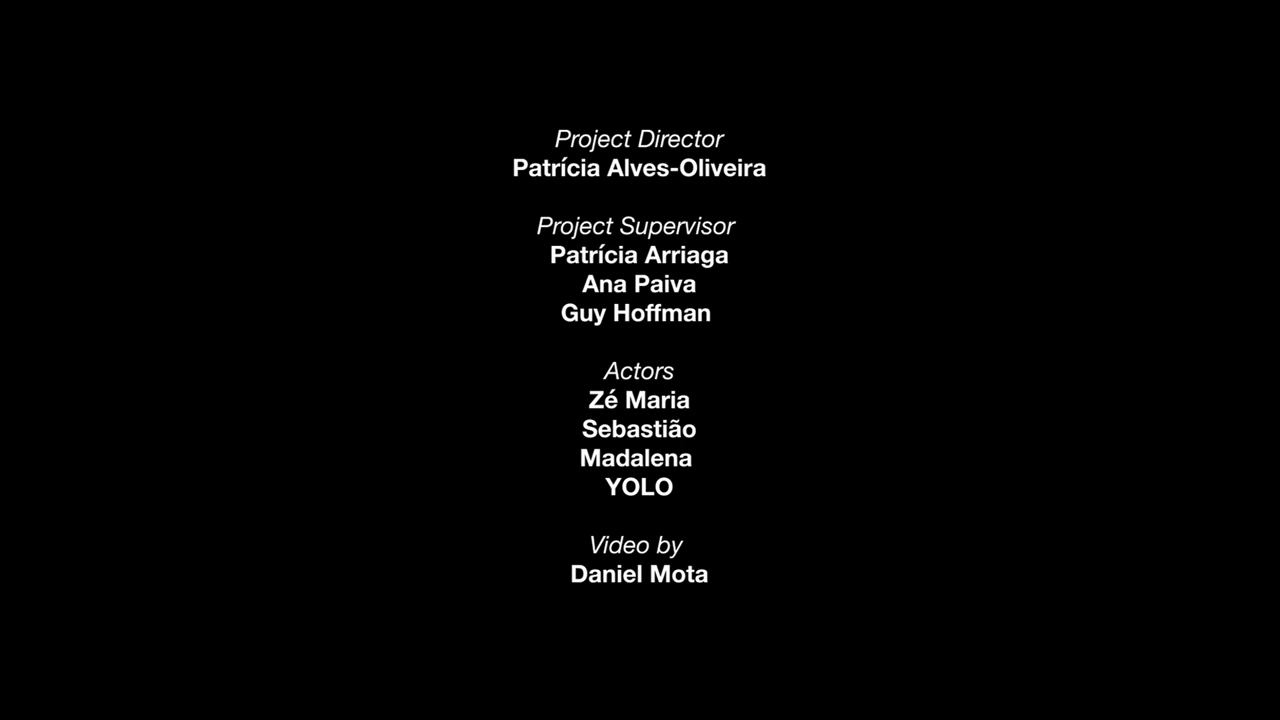 Project Director
Patrícia Alves-Oliveira
Project Supervisor
Patrícia Arriaga
Ana Paiva
Guy Hoffman
Actors
Zé Maria
Sebastião
Madalena
YOLO
Video by
Daniel Mota